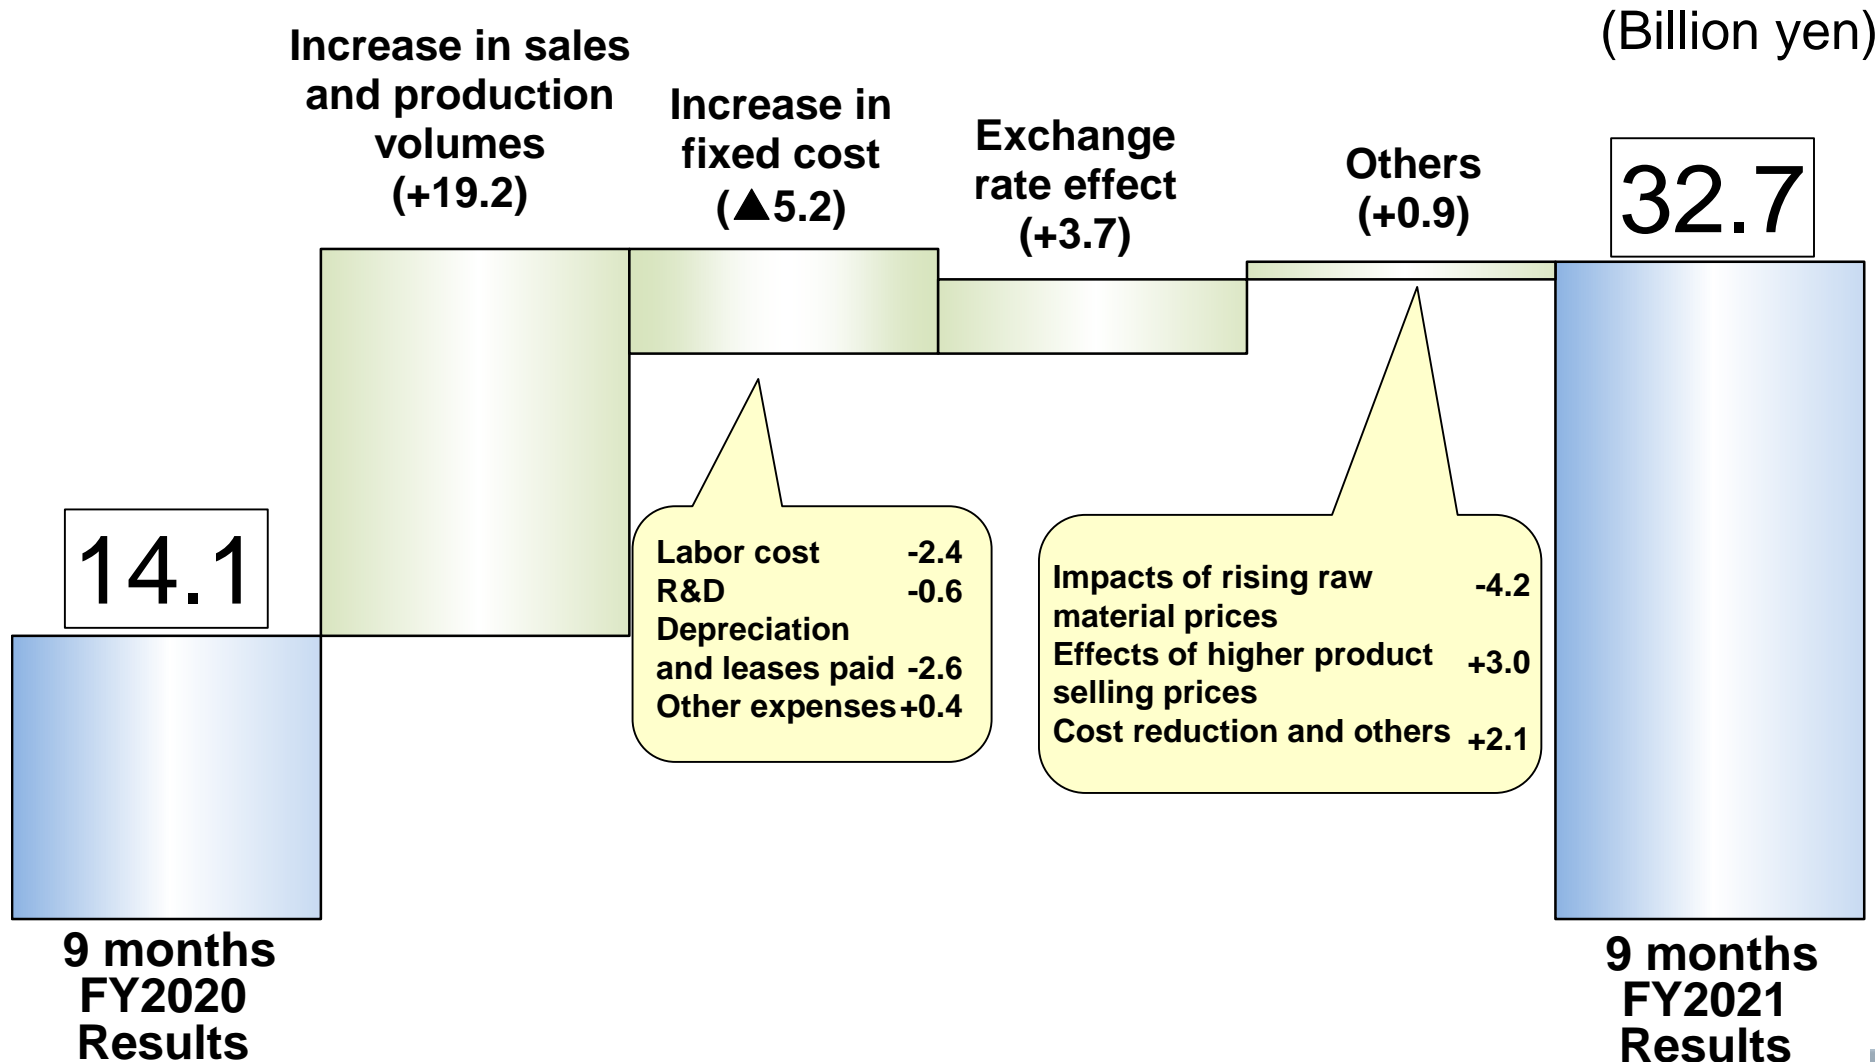 (Billion yen)
Increase in sales
and production
volumes
(+19.2)
Increase in
fixed cost
(▲5.2)
Exchange
rate effect
(+3.7)
Others
(+0.9)
32.7
14.1
Labor cost -2.4
R&D -0.6
Depreciation
and leases paid -2.6
Other expenses +0.4
Impacts of rising raw -4.2
material prices
Effects of higher product +3.0
selling prices
Cost reduction and others +2.1
9 months
FY2020
Results
9 months
FY2021
Results